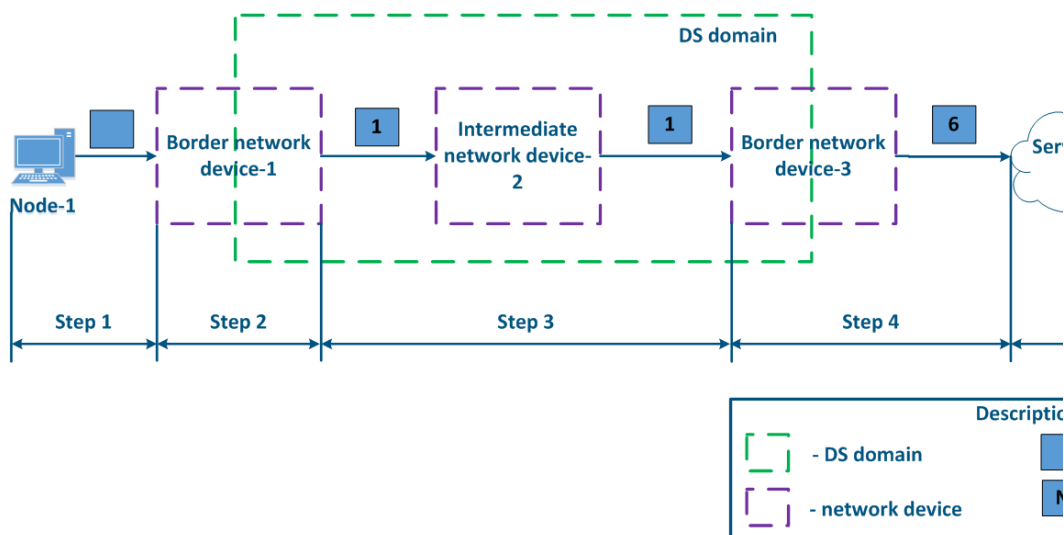 DS domain
1
1
6
Border network
device-1
Intermediate
network device-
2
Border network
device-3
Node-1
Step 1
Step 2
Step 3
Step 4
- DS domain
- network device